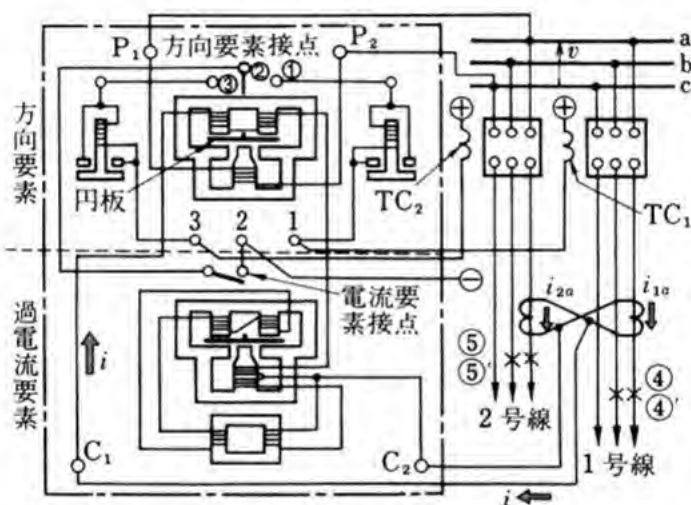 P₁ 方向要素接点 P₂
③ ② ①
方向要素
円板
3 2 1
電流要素接点
過電流要素
i
C₁
C₂
i
a
b
c
v
⊕
⊕
TC₂
TC₁
⊖
i₂ₐ
i₁ₐ
⑤
⑤′
④
④′
2号線
1号線